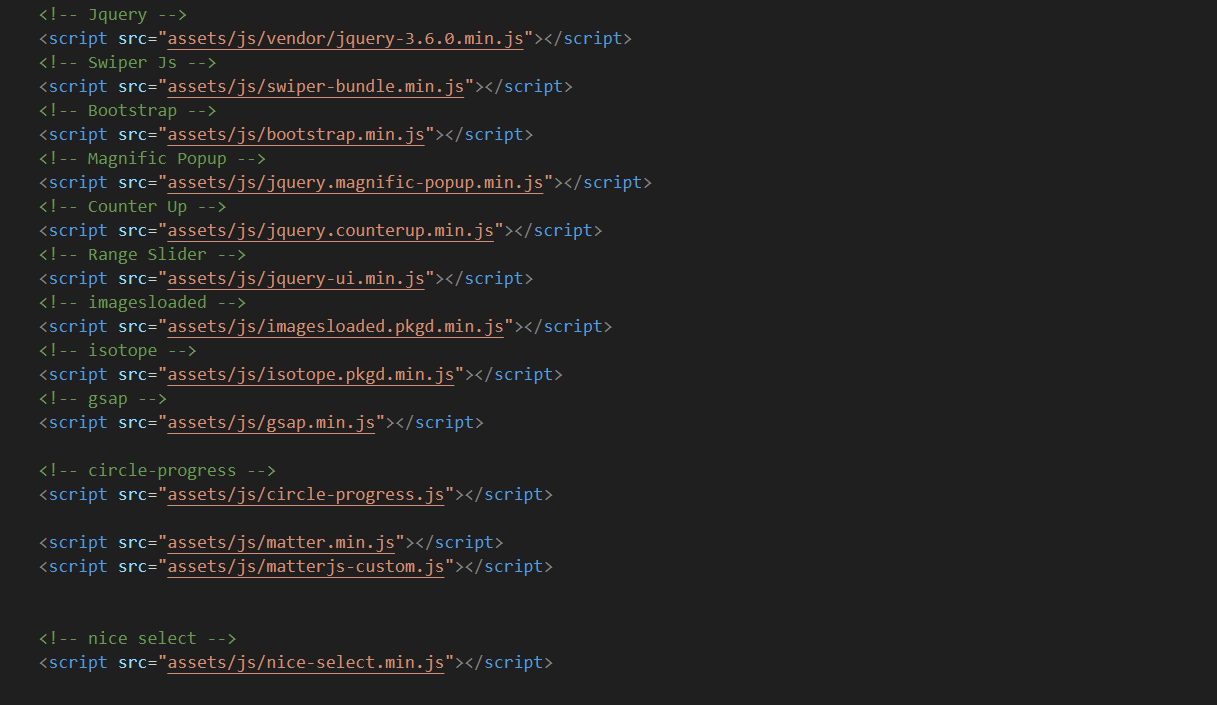 <!-- Jquery -->
<script src="assets/js/vendor/jquery-3.6.0.min.js"></script>
<!-- Swiper Js -->
<script src="assets/js/swiper-bundle.min.js"></script>
<!-- Bootstrap -->
<script src="assets/js/bootstrap.min.js"></script>
<!-- Magnific Popup -->
<script src="assets/js/jquery.magnific-popup.min.js"></script>
<!-- Counter Up -->
<script src="assets/js/jquery.counterup.min.js"></script>
<!-- Range Slider -->
<script src="assets/js/jquery-ui.min.js"></script>
<!-- imagesloaded -->
<script src="assets/js/imagesloaded.pkgd.min.js"></script>
<!-- isotope -->
<script src="assets/js/isotope.pkgd.min.js"></script>
<!-- gsap -->
<script src="assets/js/gsap.min.js"></script>
<!-- circle-progress -->
<script src="assets/js/circle-progress.js"></script>
<script src="assets/js/matter.min.js"></script>
<script src="assets/js/matterjs-custom.js"></script>
<!-- nice select -->
<script src="assets/js/nice-select.min.js"></script>